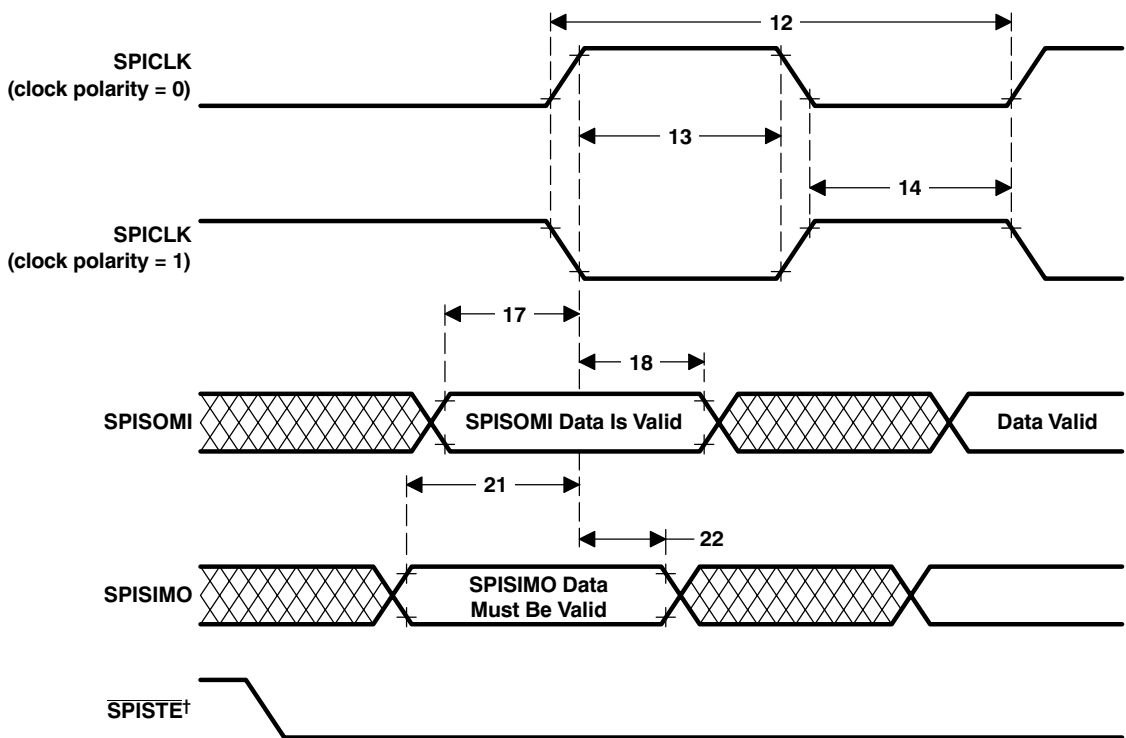 12
SPICLK
(clock polarity = 0)
13
14
SPICLK
(clock polarity = 1)
17
18
SPISOMI
SPISOMI Data Is Valid
Data Valid
21
22
SPISIMO
SPISIMO Data
Must Be Valid
SPISTE†